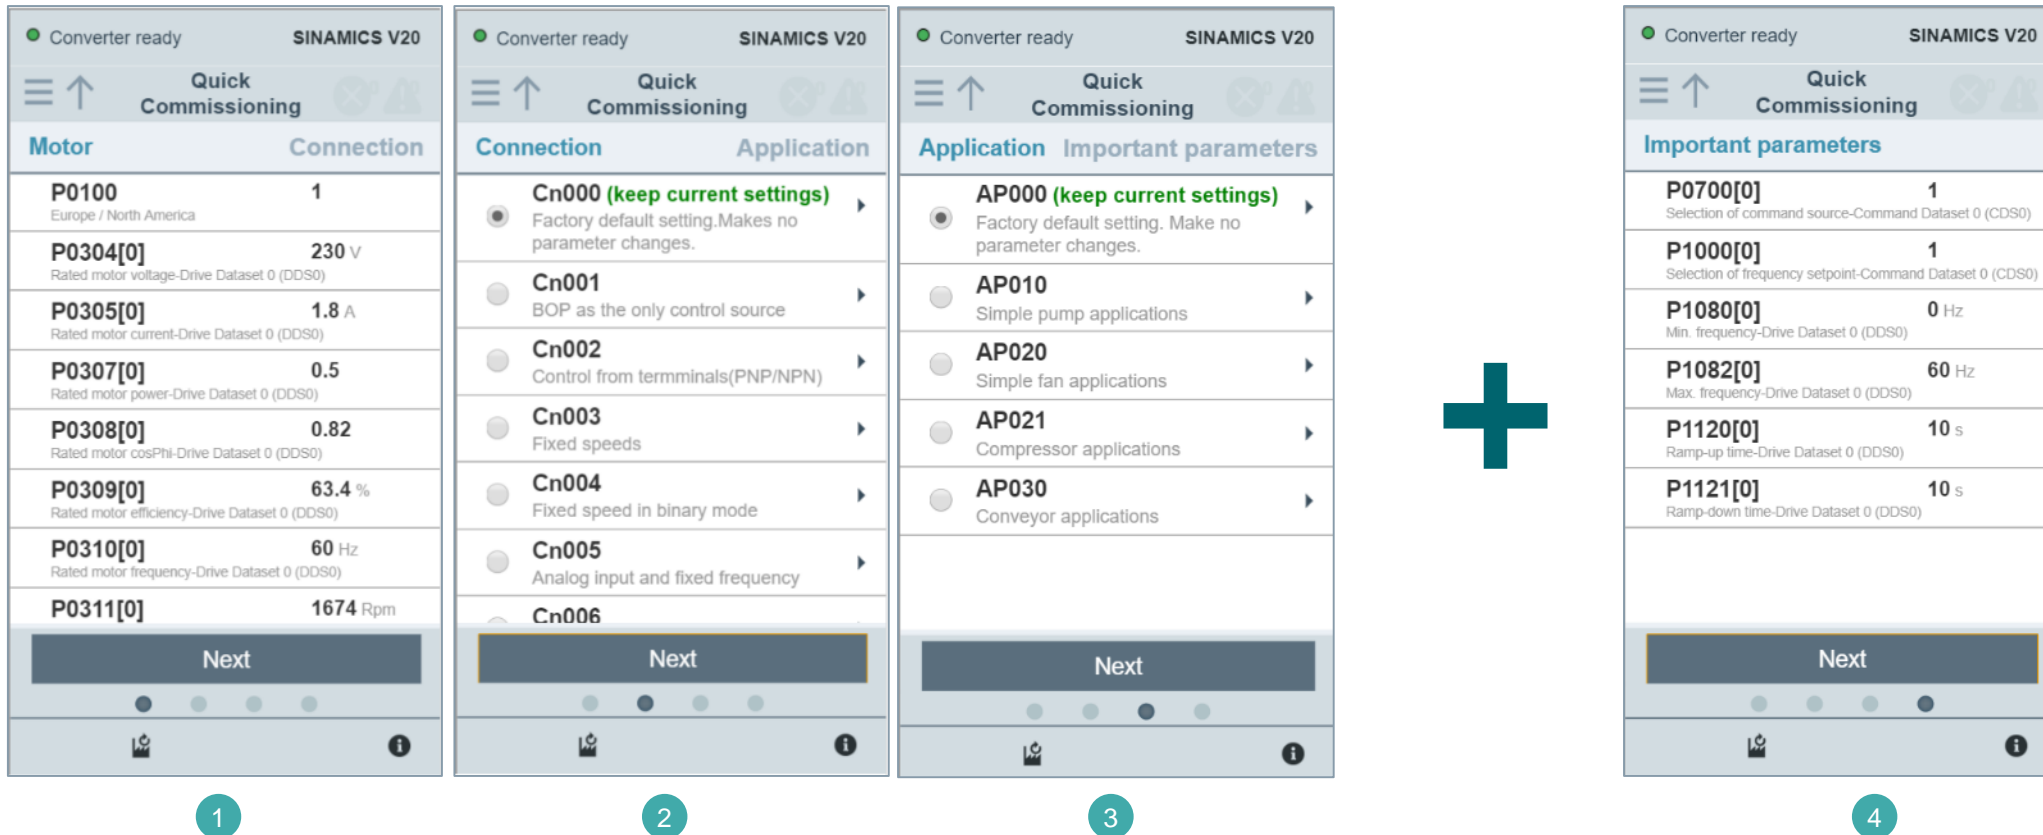 Converter ready SINAMICS V20
Quick
Commissioning
Motor Connection
P0100 1
Europe / North America
P0304[0] 230 V
Rated motor voltage-Drive Dataset 0 (DDS0)
P0305[0] 1.8 A
Rated motor current-Drive Dataset 0 (DDS0)
P0307[0] 0.5
Rated motor power-Drive Dataset 0 (DDS0)
P0308[0] 0.82
Rated motor cosPhi-Drive Dataset 0 (DDS0)
P0309[0] 63.4 %
Rated motor efficiency-Drive Dataset 0 (DDS0)
P0310[0] 60 Hz
Rated motor frequency-Drive Dataset 0 (DDS0)
P0311[0] 1674 Rpm
Next
1
Converter ready SINAMICS V20
Quick
Commissioning
Connection Application
Cn000 (keep current settings)
Factory default setting.Makes no
parameter changes.
Cn001
BOP as the only control source
Cn002
Control from termminals(PNP/NPN)
Cn003
Fixed speeds
Cn004
Fixed speed in binary mode
Cn005
Analog input and fixed frequency
Cn006
Next
2
Converter ready SINAMICS V20
Quick
Commissioning
Application Important parameters
AP000 (keep current settings)
Factory default setting. Make no
parameter changes.
AP010
Simple pump applications
AP020
Simple fan applications
AP021
Compressor applications
AP030
Conveyor applications
Next
3
Converter ready SINAMICS V20
Quick
Commissioning
Important parameters
P0700[0] 1
Selection of command source-Command Dataset 0 (CDS0)
P1000[0] 1
Selection of frequency setpoint-Command Dataset 0 (CDS0)
P1080[0] 0 Hz
Min. frequency-Drive Dataset 0 (DDS0)
P1082[0] 60 Hz
Max. frequency-Drive Dataset 0 (DDS0)
P1120[0] 10 s
Ramp-up time-Drive Dataset 0 (DDS0)
P1121[0] 10 s
Ramp-down time-Drive Dataset 0 (DDS0)
Next
4